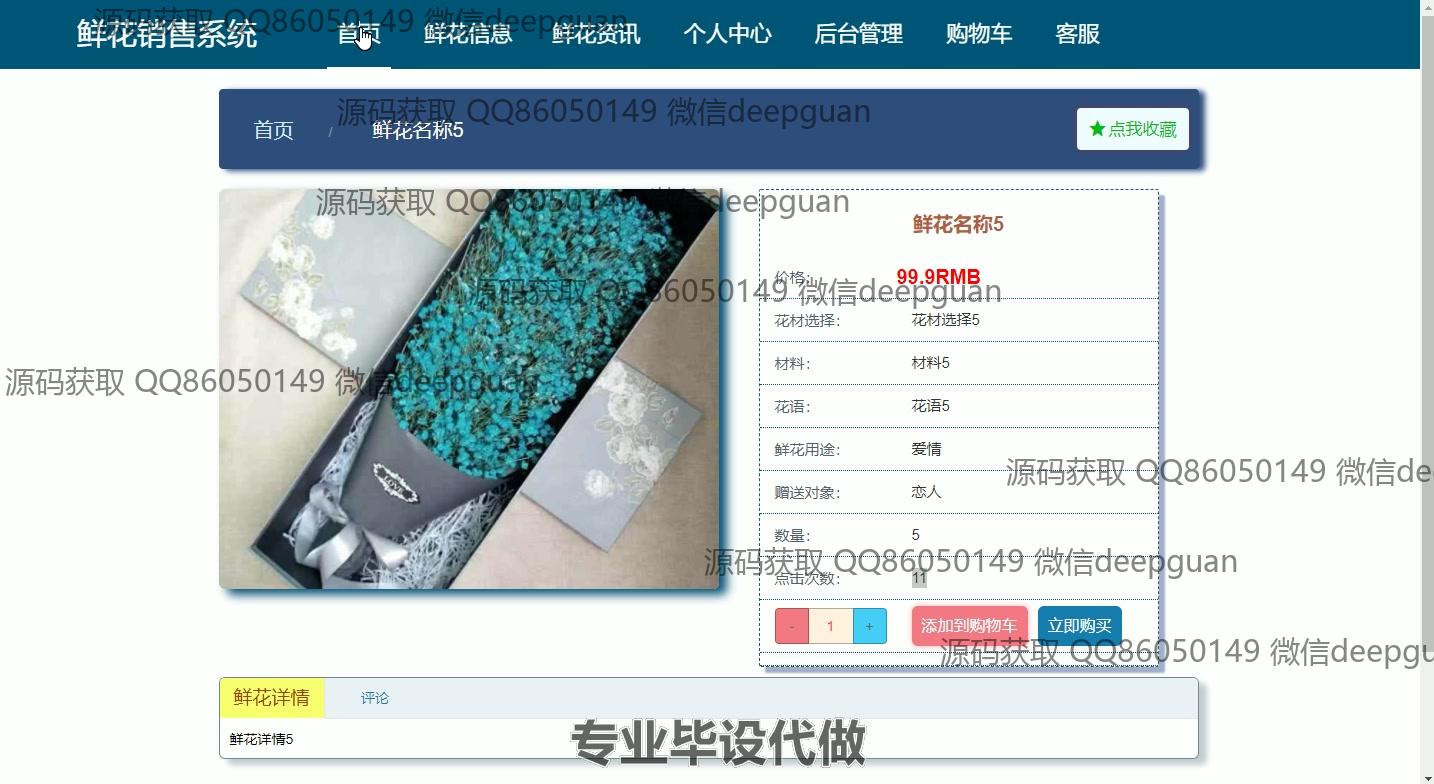 鲜花销售系统 首页 鲜花信息 鲜花资讯 个人中心 后台管理 购物车 客服
源码获取 QQ86050149 微信deepguan
源码获取 QQ86050149 微信deepguan
首页 / 鲜花名称5 ★点我收藏
源码获取 QQ86050149 微信deepguan
鲜花名称5
价格： 99.9RMB
源码获取 QQ86050149 微信deepguan
花材选择： 花材选择5
材料： 材料5
源码获取 QQ86050149 微信deepguan
花语： 花语5
鲜花用途： 爱情
源码获取 QQ86050149 微信dee
赠送对象： 恋人
数量： 5
源码获取 QQ86050149 微信deepguan
点击次数： 11
LOVE
- 1 + 添加到购物车 立即购买
源码获取 QQ86050149 微信deepgu
鲜花详情 评论
鲜花详情5
专业毕设代做